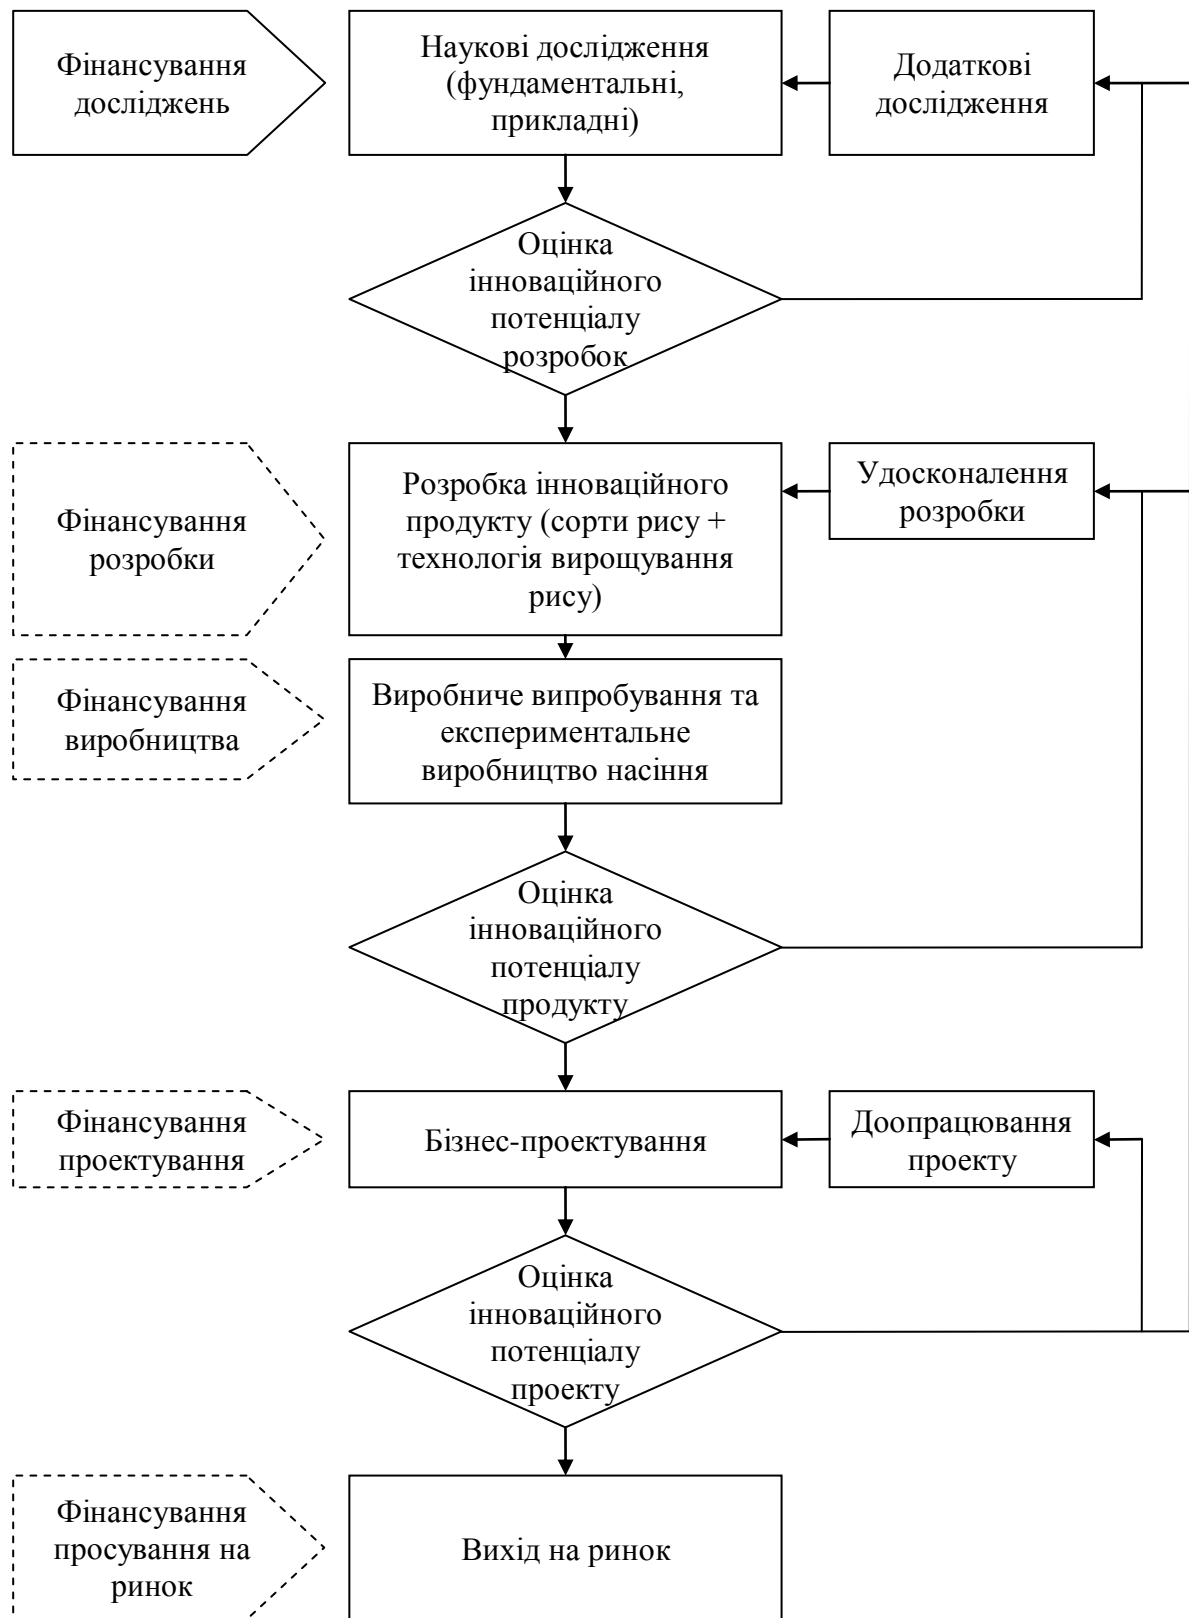 Фінансування
досліджень
Наукові дослідження
(фундаментальні,
прикладні)
Додаткові
дослідження
Оцінка
інноваційного
потенціалу
розробок
Фінансування
розробки
Розробка інноваційного
продукту (сорти рису +
технологія вирощування
рису)
Удосконалення
розробки
Фінансування
виробництва
Виробниче випробування та
експериментальне
виробництво насіння
Оцінка
інноваційного
потенціалу
продукту
Фінансування
проектування
Бізнес-проектування
Доопрацювання
проекту
Оцінка
інноваційного
потенціалу
проекту
Фінансування
просування на
ринок
Вихід на ринок